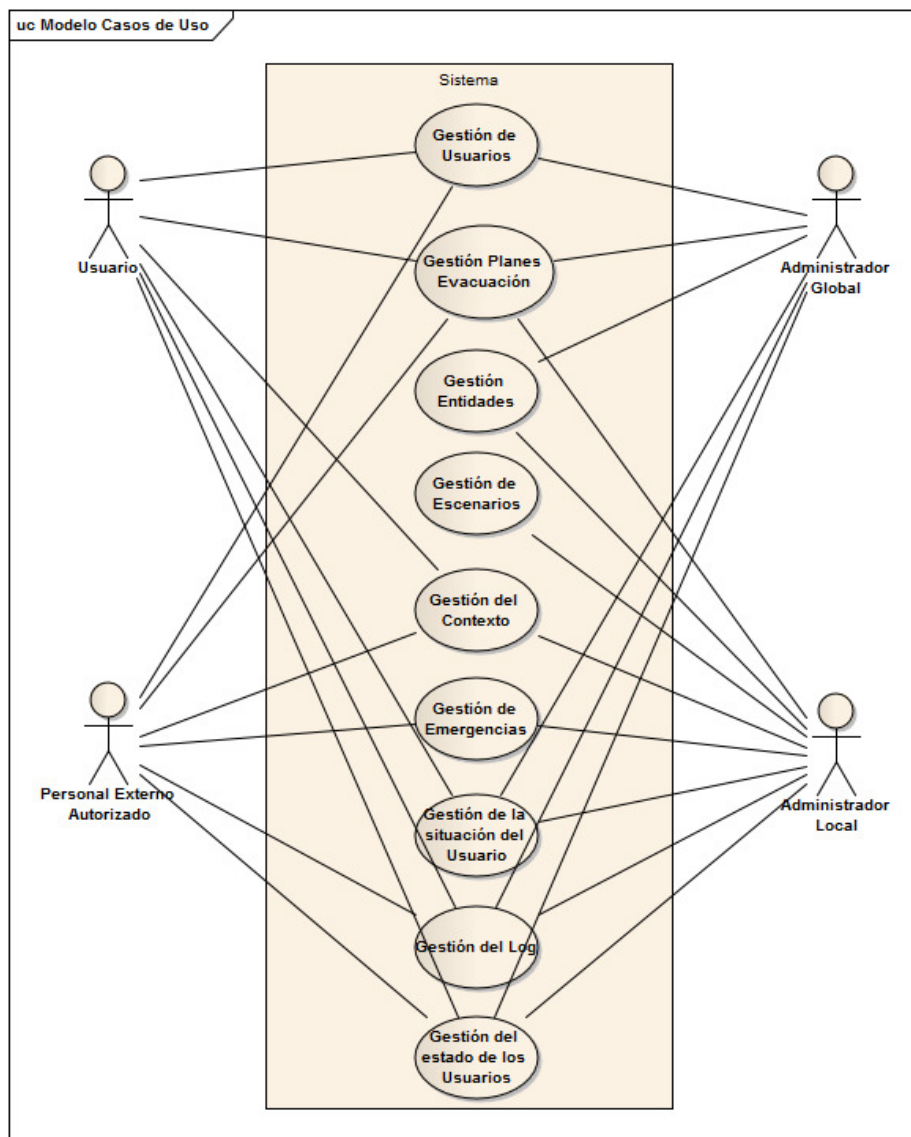 uc Modelo Casos de Uso
Sistema
Gestión de
Usuarios
Usuario
Gestión Planes
Evacuación
Administrador
Global
Gestión
Entidades
Gestión de
Escenarios
Gestión del
Contexto
Gestión de
Emergencias
Personal Externo
Autorizado
Administrador
Local
Gestión de la
situación del
Usuario
Gestión del Log
Gestión del
estado de los
Usuarios